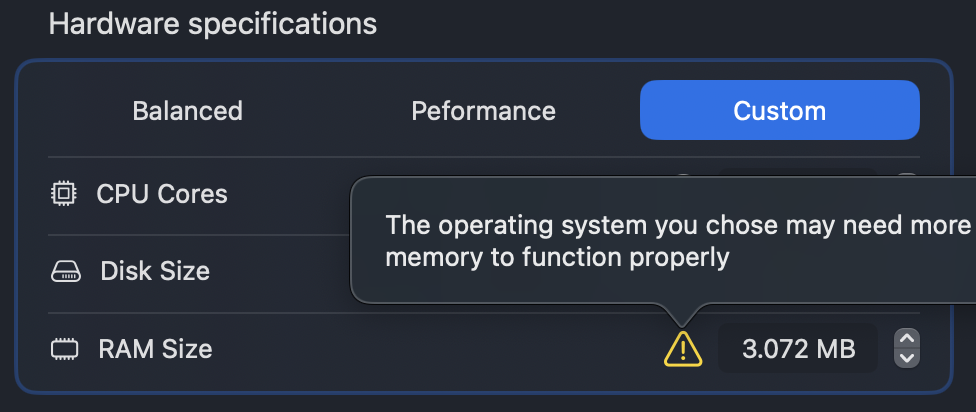 Hardware specifications
Balanced
Peformance
Custom
CPU Cores
The operating system you chose may need more
memory to function properly
Disk Size
RAM Size
3.072 MB